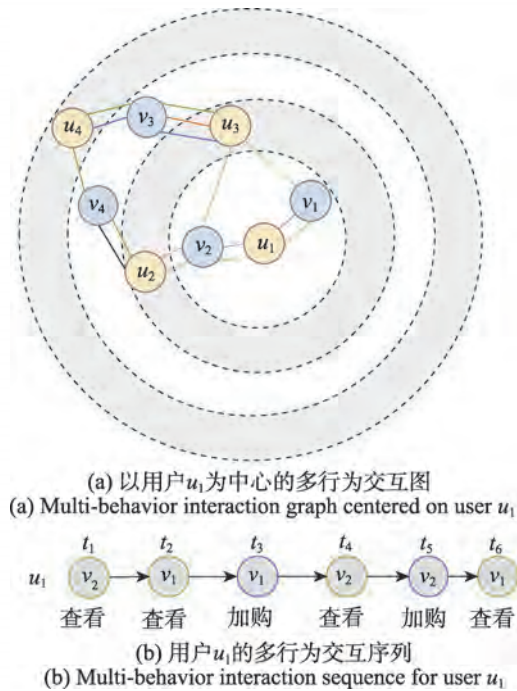 u₄
v₃
u₃
v₄
v₁
v₂
u₁
u₂
(a) 以用户u₁为中心的多行为交互图
(a) Multi-behavior interaction graph centered on user u₁
t₁ t₂ t₃ t₄ t₅ t₆
u₁ v₂ v₁ v₁ v₂ v₂ v₁
查看 查看 加购 查看 加购 查看
(b) 用户u₁的多行为交互序列
(b) Multi-behavior interaction sequence for user u₁